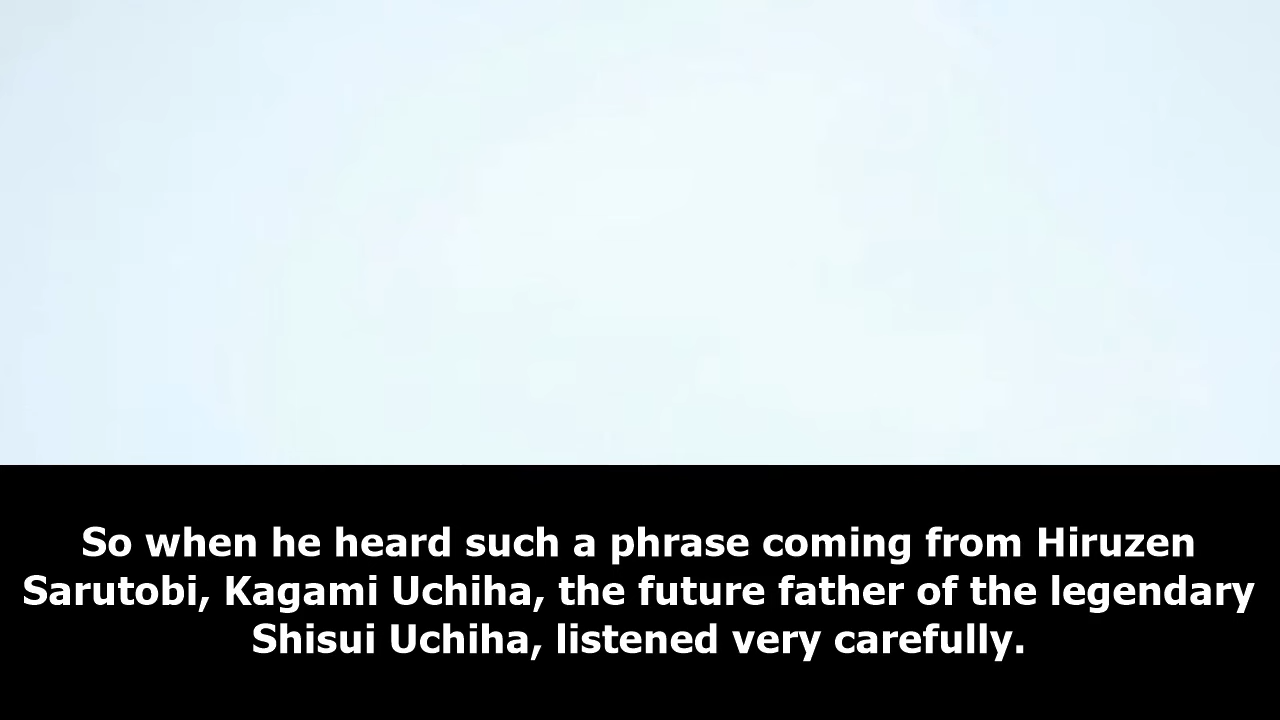 So when he heard such a phrase coming from Hiruzen
Sarutobi, Kagami Uchiha, the future father of the legendary
Shisui Uchiha, listened very carefully.